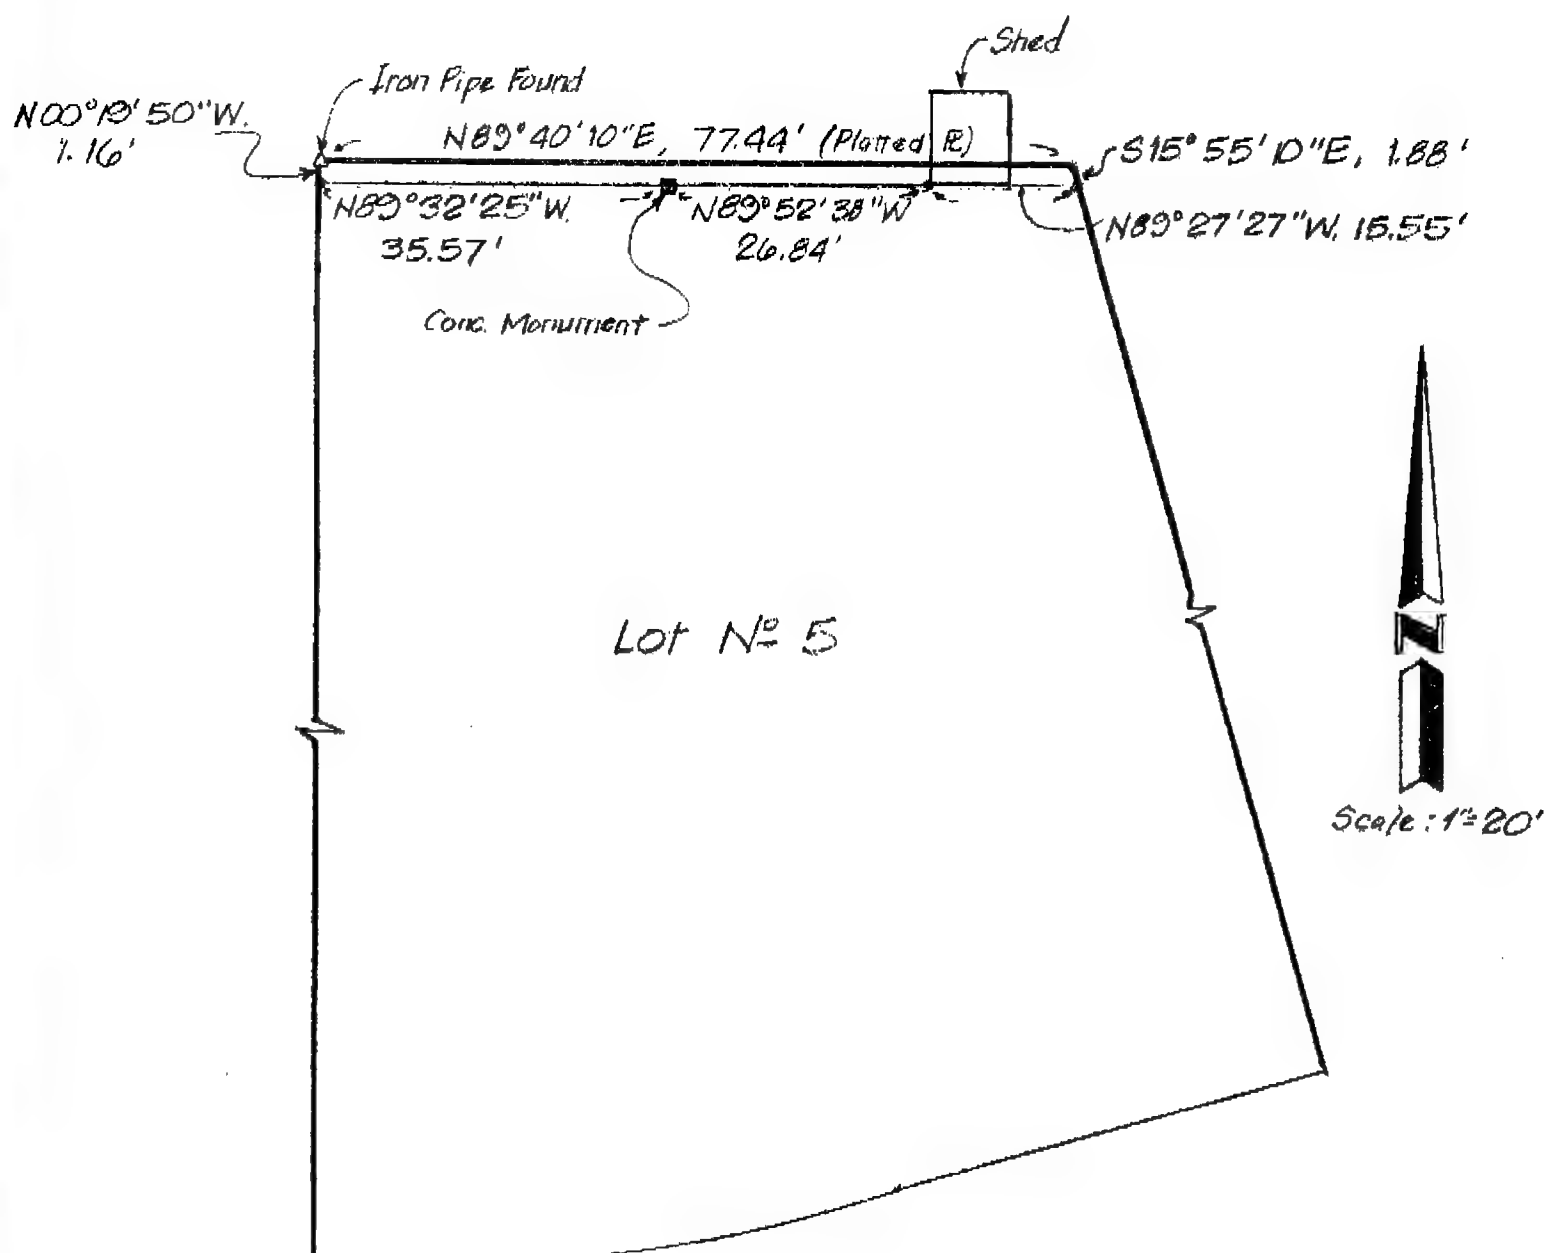 Shed
Iron Pipe Found
N00°19'50"W.
1.16'
N89°40'10"E, 77.44' (Platted ⅊)
S15°55'10"E, 1.88'
N89°32'25"W.
35.57'
N89°52'38"W
26.84'
N89°27'27"W. 15.55'
Conc. Monument
Lot Nº 5
N
Scale: 1"=20'